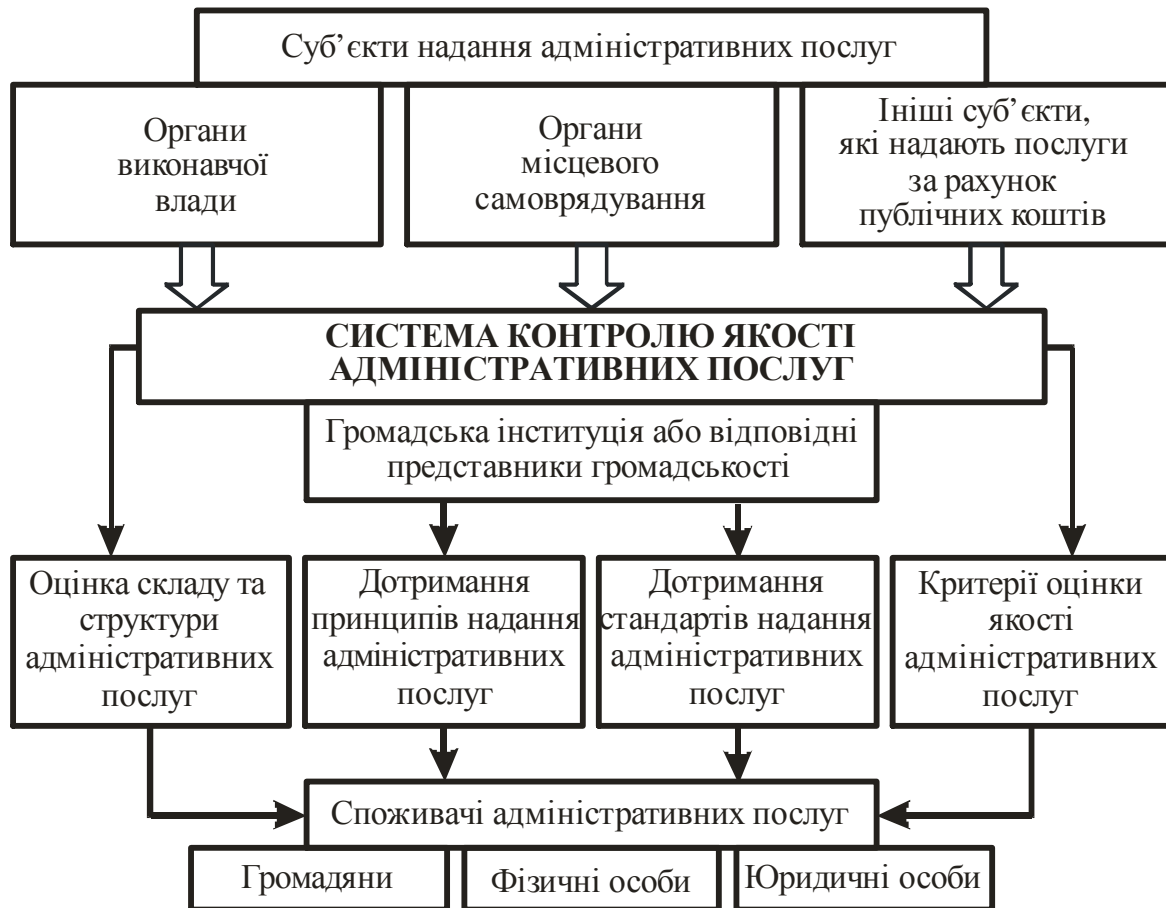 Суб’єкти надання адміністративних послуг
Органи
виконавчої
влади
Органи
місцевого
самоврядування
Ініші суб’єкти,
які надають послуги
за рахунок
публічних коштів
СИСТЕМА КОНТРОЛЮ ЯКОСТІ
АДМІНІСТРАТИВНИХ ПОСЛУГ
Громадська інституція або відповідні
представники громадськості
Оцінка складу та
структури
адміністративних
послуг
Дотримання
принципів надання
адміністративних
послуг
Дотримання
стандартів надання
адміністративних
послуг
Критерії оцінки
якості
адміністративних
послуг
Споживачі адміністративних послуг
Громадяни
Фізичні особи
Юридичні особи